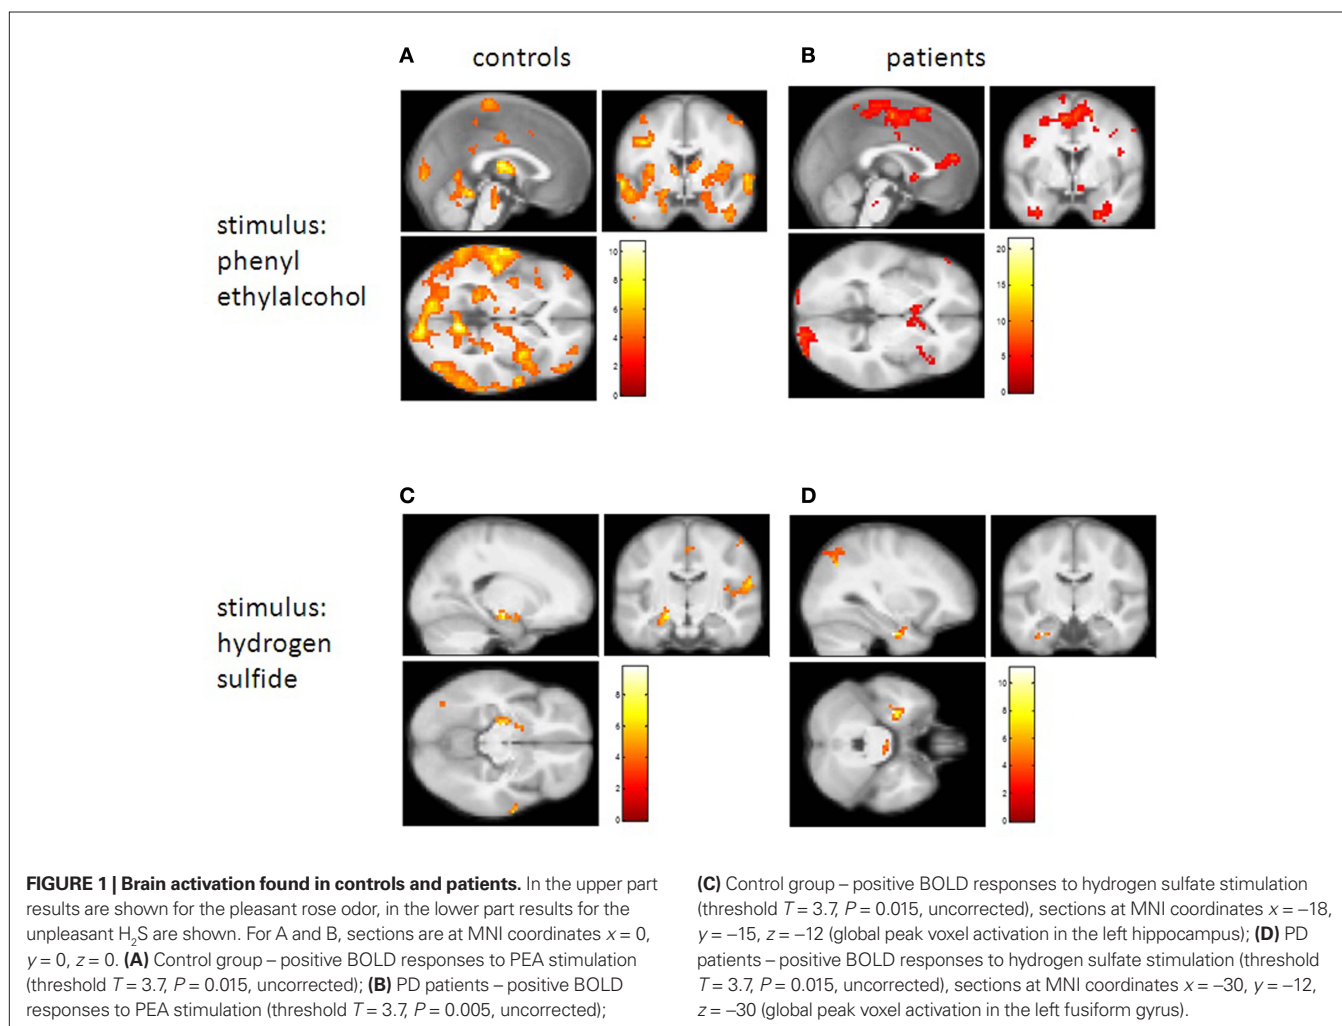 A
controls
B
patients
stimulus:
phenyl
ethylalcohol
10
8
6
4
2
0
20
15
10
5
0
C
D
stimulus:
hydrogen
sulfide
8
6
4
2
0
10
8
6
4
2
0
FIGURE 1 | Brain activation found in controls and patients. In the upper part
results are shown for the pleasant rose odor, in the lower part results for the
unpleasant H₂S are shown. For A and B, sections are at MNI coordinates x = 0,
y = 0, z = 0. (A) Control group – positive BOLD responses to PEA stimulation
(threshold T = 3.7, P = 0.015, uncorrected); (B) PD patients – positive BOLD
responses to PEA stimulation (threshold T = 3.7, P = 0.005, uncorrected);
(C) Control group – positive BOLD responses to hydrogen sulfate stimulation
(threshold T = 3.7, P = 0.015, uncorrected), sections at MNI coordinates x = –18,
y = –15, z = –12 (global peak voxel activation in the left hippocampus); (D) PD
patients – positive BOLD responses to hydrogen sulfate stimulation (threshold
T = 3.7, P = 0.015, uncorrected), sections at MNI coordinates x = –30, y = –12,
z = –30 (global peak voxel activation in the left fusiform gyrus).